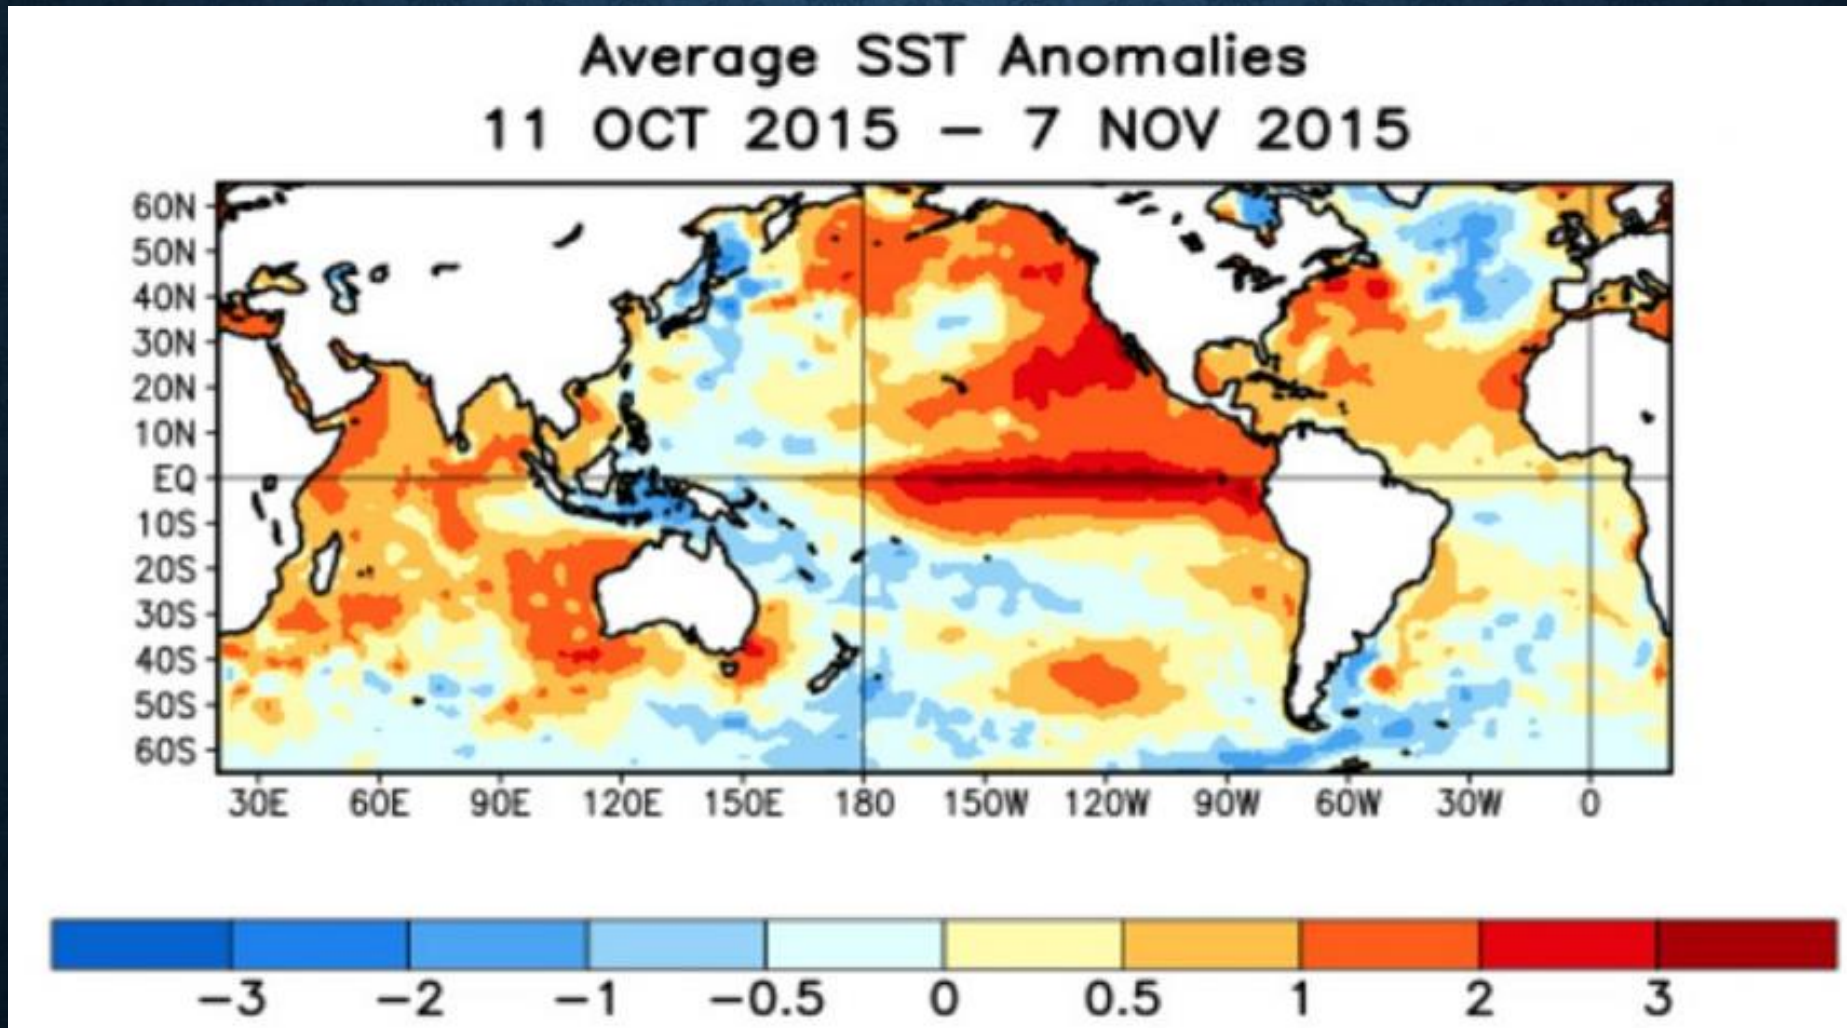 Average SST Anomalies
11 OCT 2015 – 7 NOV 2015
60N
50N
40N
30N
20N
10N
EQ
10S
20S
30S
40S
50S
60S
30E 60E 90E 120E 150E 180 150W 120W 90W 60W 30W 0
−3 −2 −1 −0.5 0 0.5 1 2 3